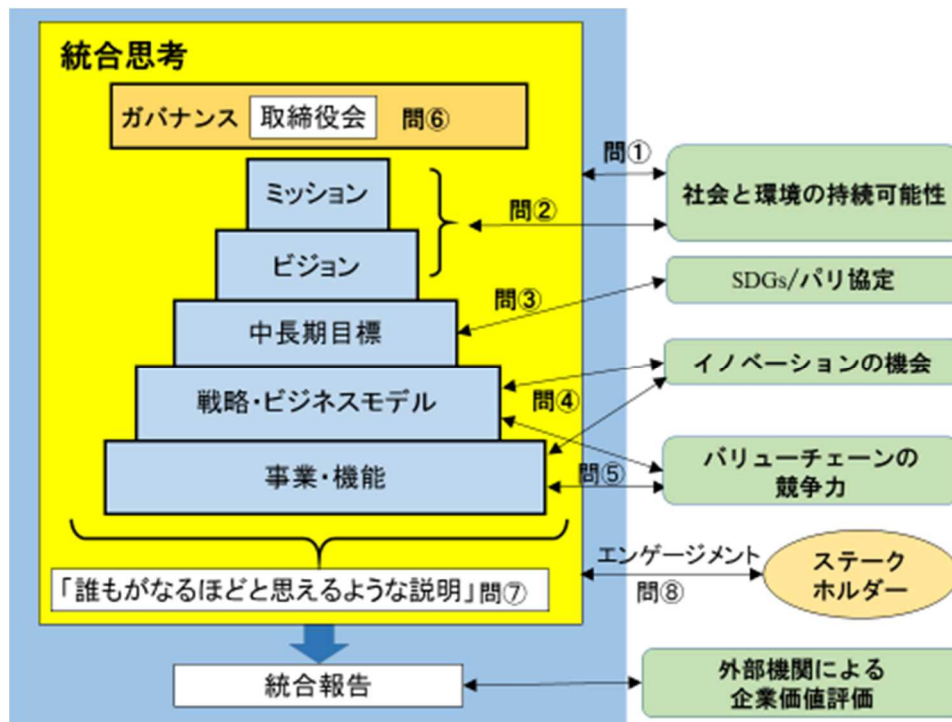 統合思考
ガバナンス 取締役会 問⑥
ミッション
ビジョン
中長期目標
戦略・ビジネスモデル
事業・機能
「誰もがなるほどと思えるような説明」問⑦
統合報告
問①
問②
問③
問④
問⑤
エンゲージメント
問⑧
社会と環境の持続可能性
SDGs/パリ協定
イノベーションの機会
バリューチェーンの
競争力
ステーク
ホルダー
外部機関による
企業価値評価